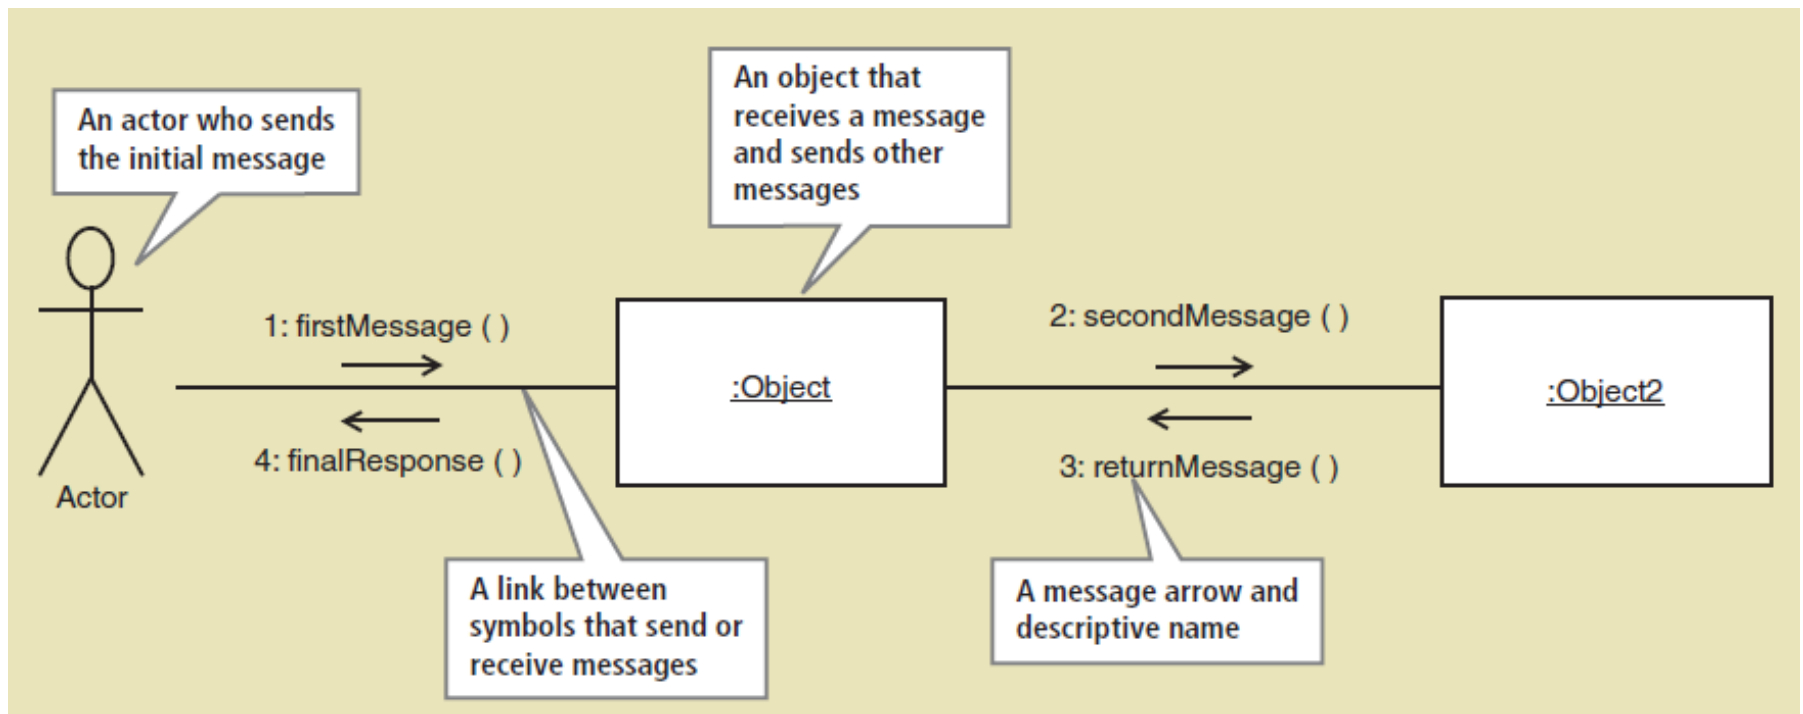 An actor who sends
the initial message
An object that
receives a message
and sends other
messages
1: firstMessage ( )
2: secondMessage ( )
:Object
:Object2
4: finalResponse ( )
3: returnMessage ( )
Actor
A link between
symbols that send or
receive messages
A message arrow and
descriptive name